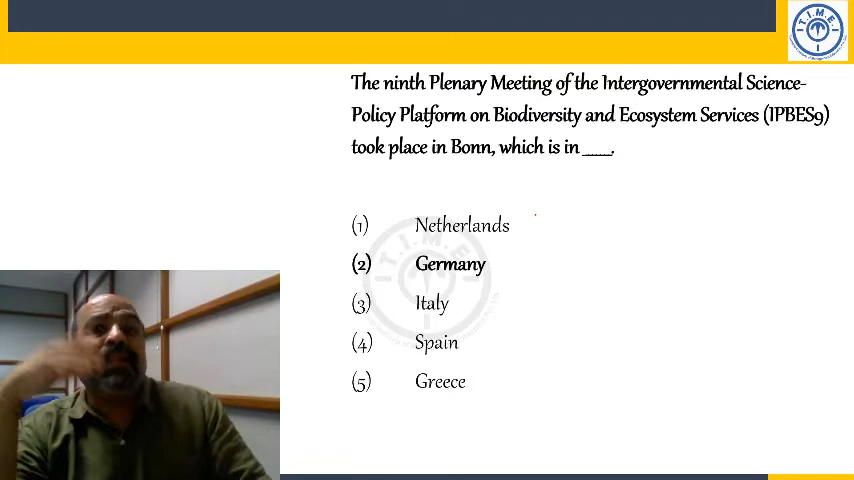 T.I.M.E.
The ninth Plenary Meeting of the Intergovernmental Science-
Policy Platform on Biodiversity and Ecosystem Services (IPBES9)
took place in Bonn, which is in ____.
(1) Netherlands
(2) Germany
(3) Italy
(4) Spain
(5) Greece
T.I.M.E